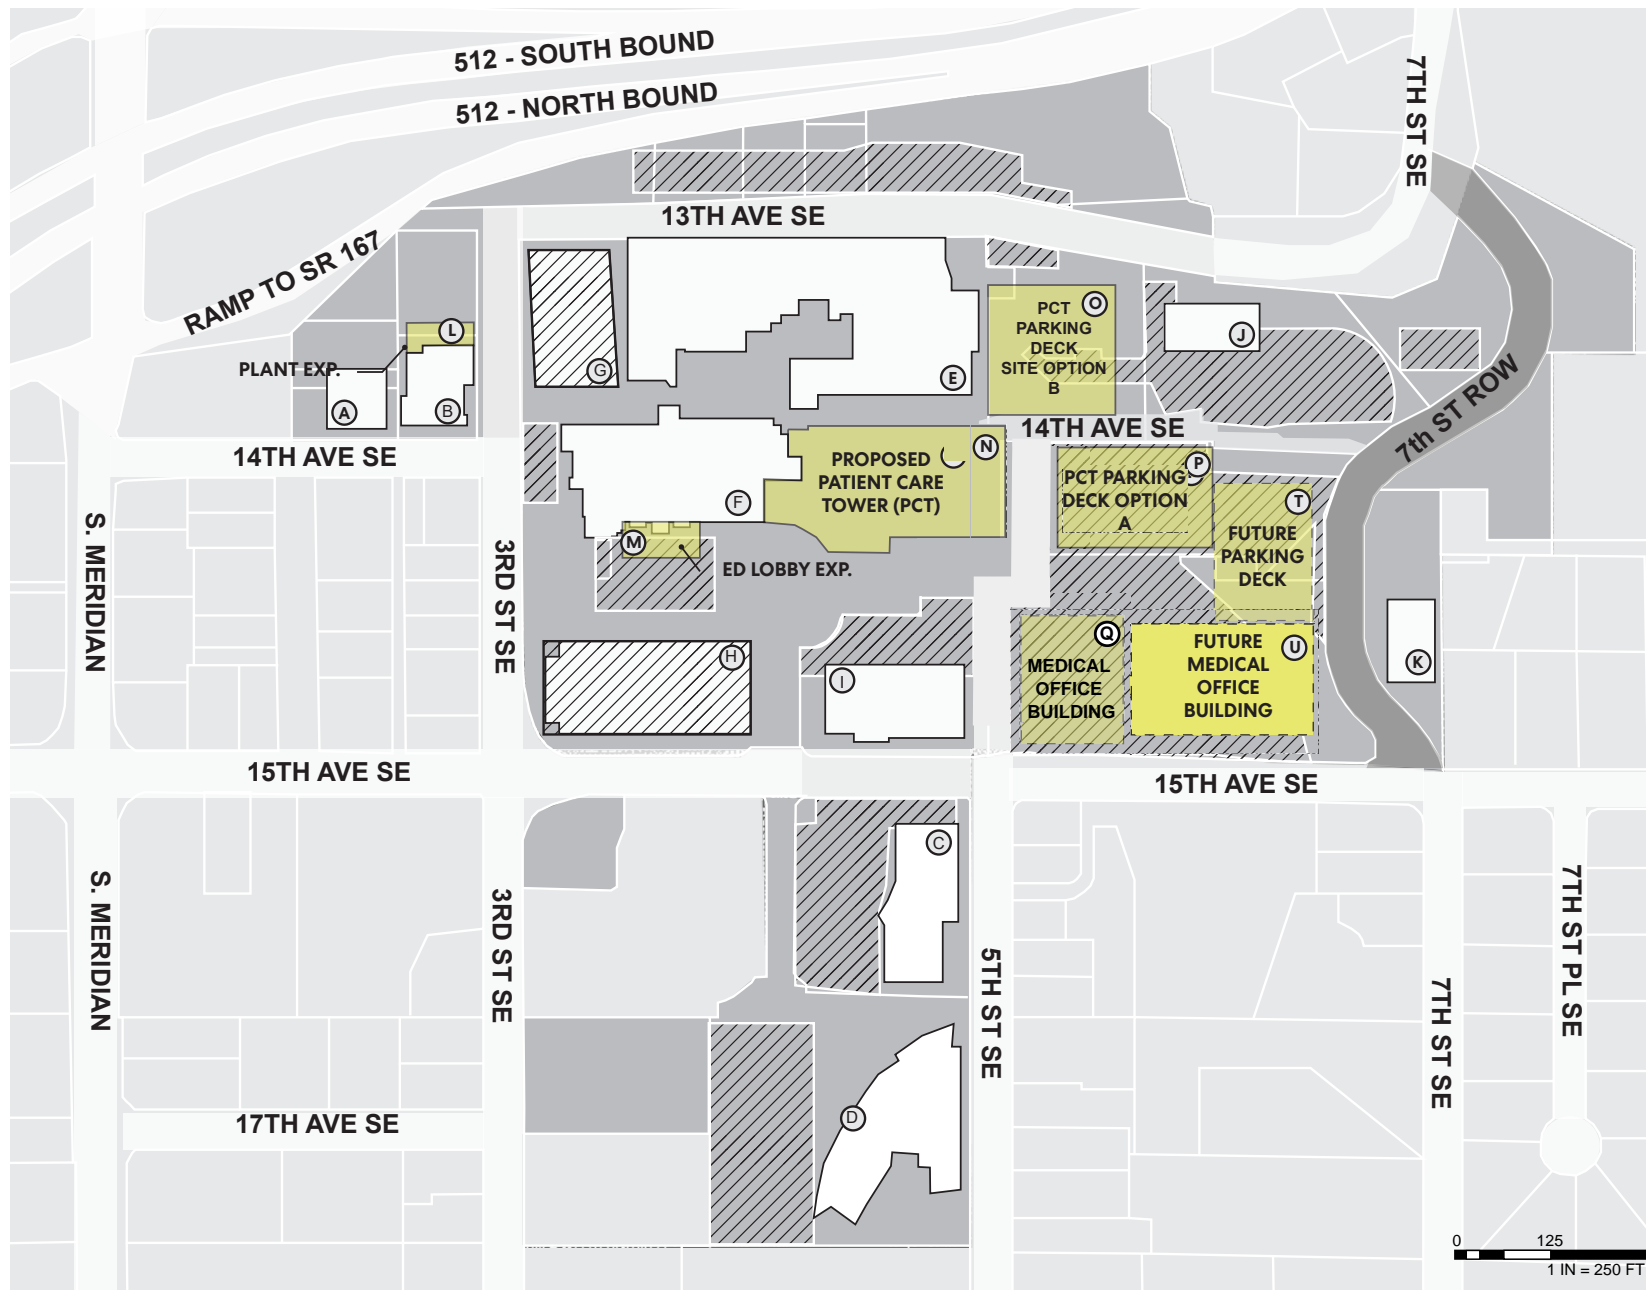 512 - SOUTH BOUND
512 - NORTH BOUND
7TH ST SE
13TH AVE SE
RAMP TO SR 167
L
PLANT EXP.
A
B
G
E
PCT
PARKING
DECK
SITE OPTION
B
O
J
14TH AVE SE
14TH AVE SE
7th ST ROW
PROPOSED
PATIENT CARE
TOWER (PCT)
N
F
M
ED LOBBY EXP.
PCT PARKING
DECK OPTION
A
P
T
FUTURE
PARKING
DECK
S. MERIDIAN
3RD ST SE
H
I
Q
MEDICAL
OFFICE
BUILDING
FUTURE
MEDICAL
OFFICE
BUILDING
U
K
15TH AVE SE
15TH AVE SE
C
S. MERIDIAN
3RD ST SE
5TH ST SE
7TH ST SE
7TH ST PL SE
D
17TH AVE SE
0 125
1 IN = 250 FT